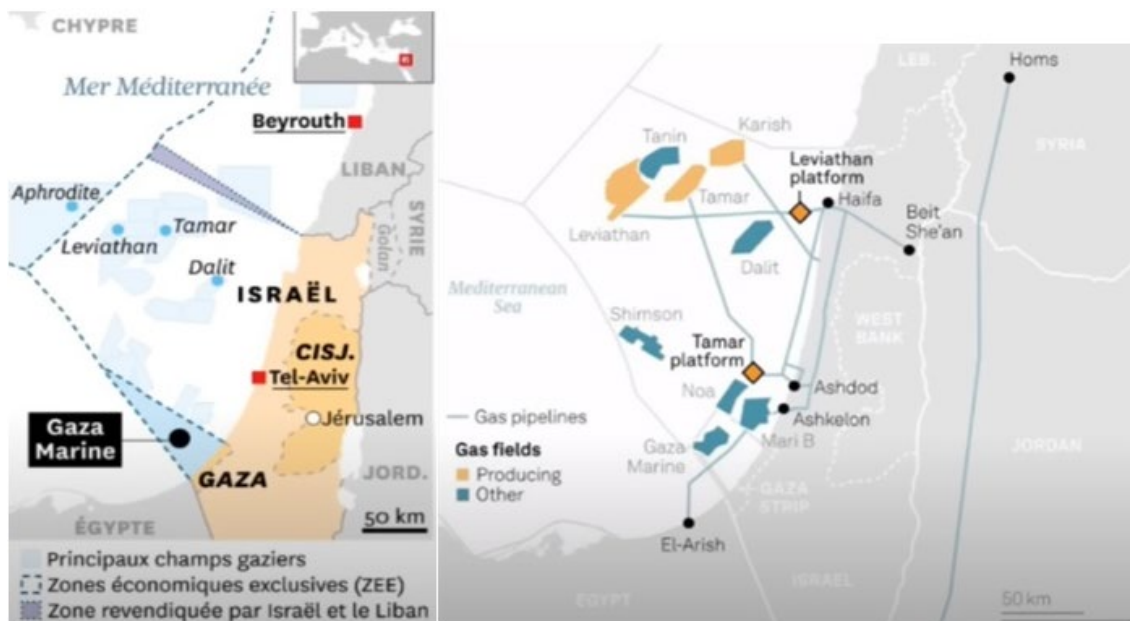 CHYPRE
Mer Méditerranée
Beyrouth
LIBAN
SYRIE
Golan
Aphrodite
Leviathan
Tamar
Dalit
ISRAËL
CISJ.
Tel-Aviv
Jérusalem
Gaza
Marine
GAZA
JORD.
ÉGYPTE
50 km
Principaux champs gaziers
Zones économiques exclusives (ZEE)
Zone revendiquée par Israël et le Liban
LEB.
Homs
SYRIA
Tanin
Karish
Leviathan
platform
Tamar
Haifa
Beit
She'an
Leviathan
Dalit
Mediterranean
Sea
Shimson
Tamar
platform
WEST
BANK
Noa
Ashdod
Ashkelon
Gas pipelines
Gas fields
Producing
Other
Gaza
Marine
Mari B
JORDAN
GAZA
STRIP
El-Arish
ISRAEL
EGYPT
50 km